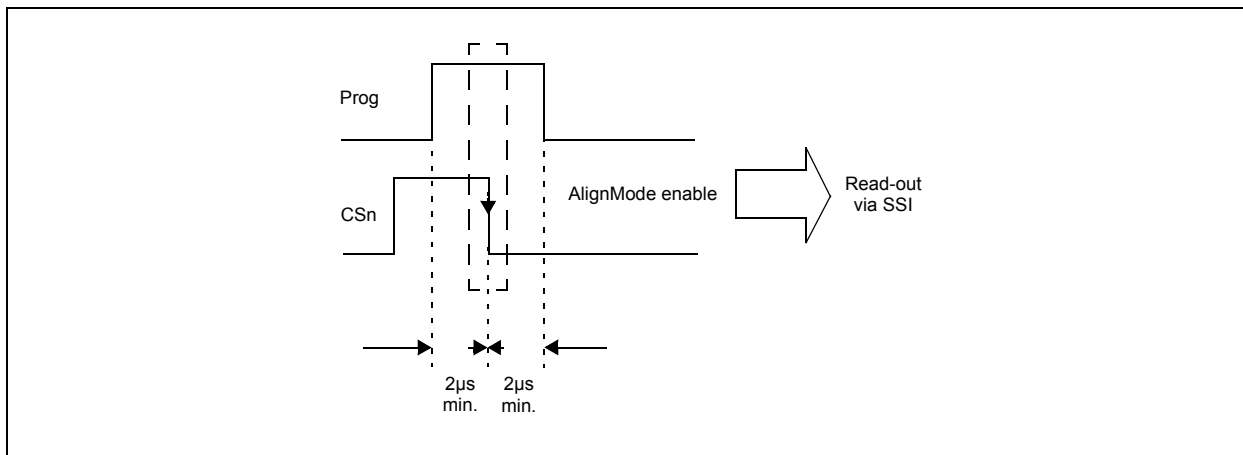 Prog
CSn
AlignMode enable
Read-out
via SSI
2µs
min.
2µs
min.